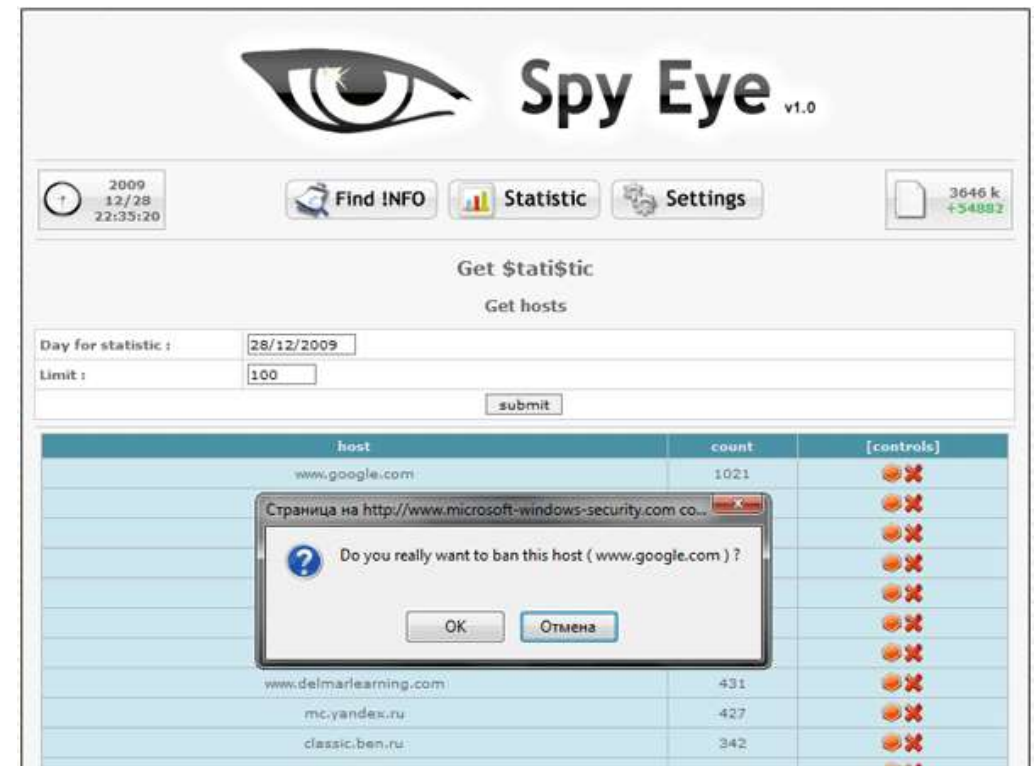 Spy Eye v1.0
2009
12/28
22:35:20
Find !NFO
Statistic
Settings
3646 k
+54882
Get $tati$tic
Get hosts
Day for statistic :
28/12/2009
Limit :
100
submit
host count [controls]
www.google.com 1021
Страница на http://www.microsoft-windows-security.com со...
Do you really want to ban this host ( www.google.com ) ?
OK
Отмена
www.delmarlearning.com 431
mc.yandex.ru 427
classic.ben.ru 342